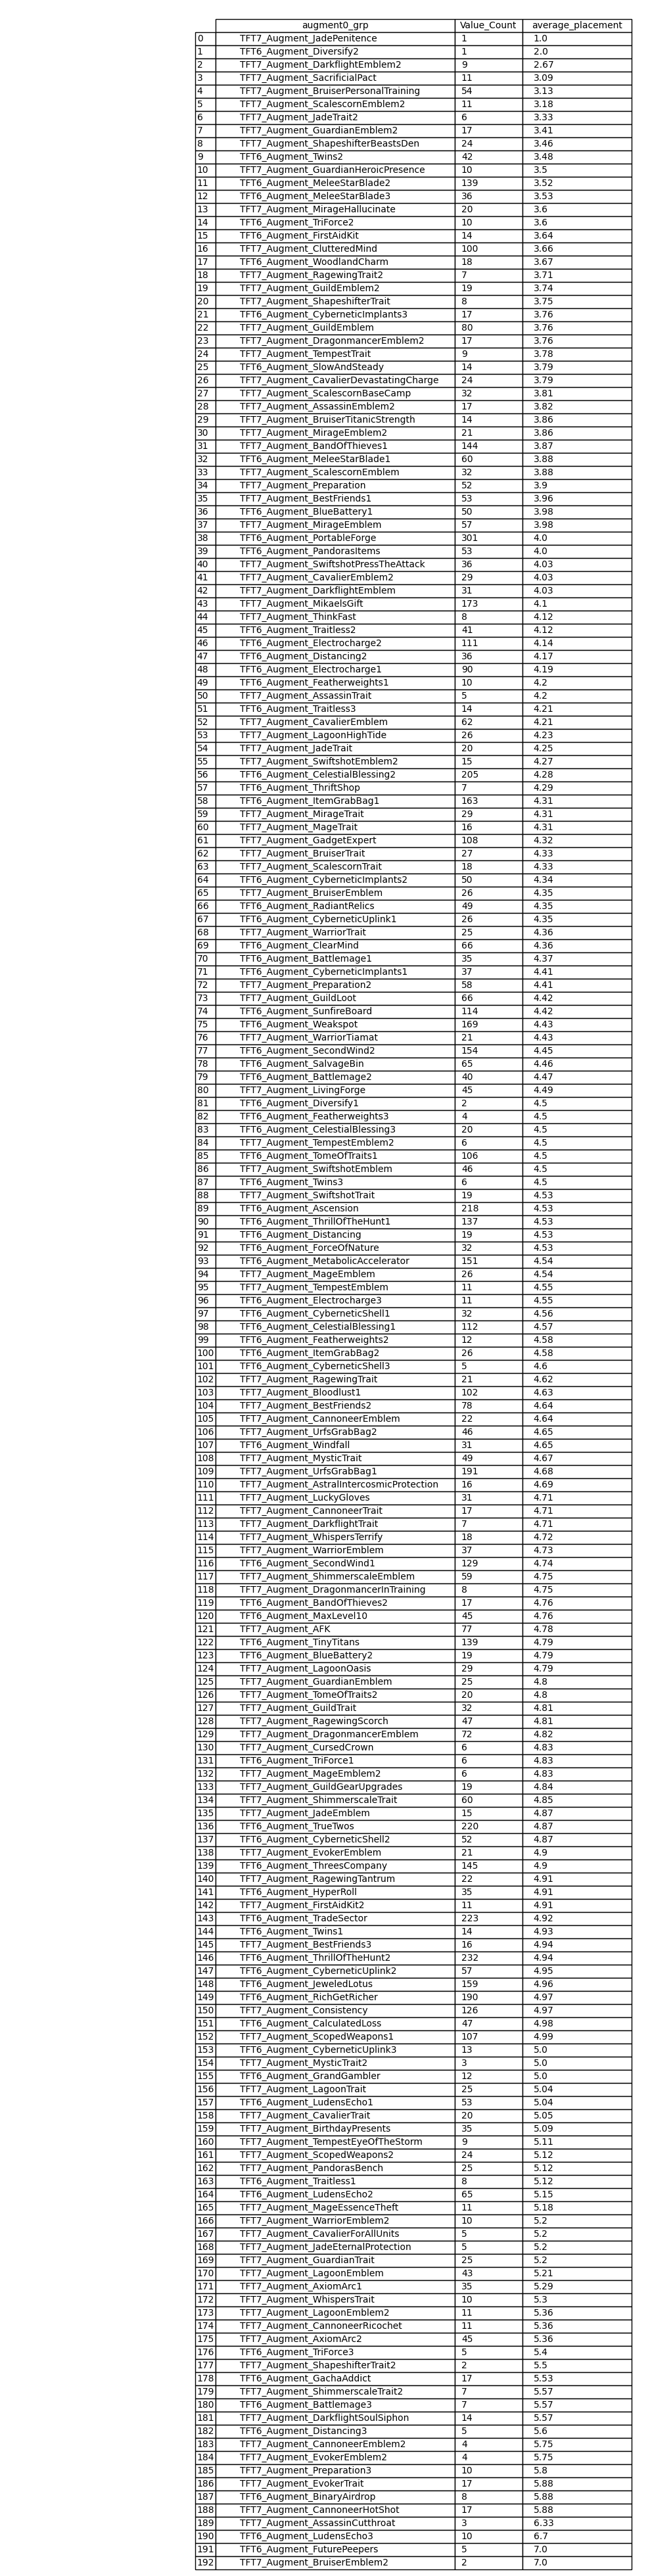 augment0_grp Value_Count average_placement
0 TFT7_Augment_JadePenitence 1 1.0
1 TFT6_Augment_Diversify2 1 2.0
2 TFT7_Augment_DarkflightEmblem2 9 2.67
3 TFT7_Augment_SacrificialPact 11 3.09
4 TFT7_Augment_BruiserPersonalTraining 54 3.13
5 TFT7_Augment_ScalescornEmblem2 11 3.18
6 TFT7_Augment_JadeTrait2 6 3.33
7 TFT7_Augment_GuardianEmblem2 17 3.41
8 TFT7_Augment_ShapeshifterBeastsDen 24 3.46
9 TFT6_Augment_Twins2 42 3.48
10 TFT7_Augment_GuardianHeroicPresence 10 3.5
11 TFT6_Augment_MeleeStarBlade2 139 3.52
12 TFT6_Augment_MeleeStarBlade3 36 3.53
13 TFT7_Augment_MirageHallucinate 20 3.6
14 TFT6_Augment_TriForce2 10 3.6
15 TFT6_Augment_FirstAidKit 14 3.64
16 TFT7_Augment_ClutteredMind 100 3.66
17 TFT6_Augment_WoodlandCharm 18 3.67
18 TFT7_Augment_RagewingTrait2 7 3.71
19 TFT7_Augment_GuildEmblem2 19 3.74
20 TFT7_Augment_ShapeshifterTrait 8 3.75
21 TFT6_Augment_CyberneticImplants3 17 3.76
22 TFT7_Augment_GuildEmblem 80 3.76
23 TFT7_Augment_DragonmancerEmblem2 17 3.76
24 TFT7_Augment_TempestTrait 9 3.78
25 TFT6_Augment_SlowAndSteady 14 3.79
26 TFT7_Augment_CavalierDevastatingCharge 24 3.79
27 TFT7_Augment_ScalescornBaseCamp 32 3.81
28 TFT7_Augment_AssassinEmblem2 17 3.82
29 TFT7_Augment_BruiserTitanicStrength 14 3.86
30 TFT7_Augment_MirageEmblem2 21 3.86
31 TFT7_Augment_BandOfThieves1 144 3.87
32 TFT6_Augment_MeleeStarBlade1 60 3.88
33 TFT7_Augment_ScalescornEmblem 32 3.88
34 TFT7_Augment_Preparation 52 3.9
35 TFT7_Augment_BestFriends1 53 3.96
36 TFT6_Augment_BlueBattery1 50 3.98
37 TFT7_Augment_MirageEmblem 57 3.98
38 TFT6_Augment_PortableForge 301 4.0
39 TFT6_Augment_PandorasItems 53 4.0
40 TFT7_Augment_SwiftshotPressTheAttack 36 4.03
41 TFT7_Augment_CavalierEmblem2 29 4.03
42 TFT7_Augment_DarkflightEmblem 31 4.03
43 TFT7_Augment_MikaelsGift 173 4.1
44 TFT7_Augment_ThinkFast 8 4.12
45 TFT6_Augment_Traitless2 41 4.12
46 TFT6_Augment_Electrocharge2 111 4.14
47 TFT6_Augment_Distancing2 36 4.17
48 TFT6_Augment_Electrocharge1 90 4.19
49 TFT6_Augment_Featherweights1 10 4.2
50 TFT7_Augment_AssassinTrait 5 4.2
51 TFT6_Augment_Traitless3 14 4.21
52 TFT7_Augment_CavalierEmblem 62 4.21
53 TFT7_Augment_LagoonHighTide 26 4.23
54 TFT7_Augment_JadeTrait 20 4.25
55 TFT7_Augment_SwiftshotEmblem2 15 4.27
56 TFT6_Augment_CelestialBlessing2 205 4.28
57 TFT6_Augment_ThriftShop 7 4.29
58 TFT6_Augment_ItemGrabBag1 163 4.31
59 TFT7_Augment_MirageTrait 29 4.31
60 TFT7_Augment_MageTrait 16 4.31
61 TFT7_Augment_GadgetExpert 108 4.32
62 TFT7_Augment_BruiserTrait 27 4.33
63 TFT7_Augment_ScalescornTrait 18 4.33
64 TFT6_Augment_CyberneticImplants2 50 4.34
65 TFT7_Augment_BruiserEmblem 26 4.35
66 TFT6_Augment_RadiantRelics 49 4.35
67 TFT6_Augment_CyberneticUplink1 26 4.35
68 TFT7_Augment_WarriorTrait 25 4.36
69 TFT6_Augment_ClearMind 66 4.36
70 TFT6_Augment_Battlemage1 35 4.37
71 TFT6_Augment_CyberneticImplants1 37 4.41
72 TFT7_Augment_Preparation2 58 4.41
73 TFT7_Augment_GuildLoot 66 4.42
74 TFT6_Augment_SunfireBoard 114 4.42
75 TFT6_Augment_Weakspot 169 4.43
76 TFT7_Augment_WarriorTiamat 21 4.43
77 TFT6_Augment_SecondWind2 154 4.45
78 TFT6_Augment_SalvageBin 65 4.46
79 TFT6_Augment_Battlemage2 40 4.47
80 TFT7_Augment_LivingForge 45 4.49
81 TFT6_Augment_Diversify1 2 4.5
82 TFT6_Augment_Featherweights3 4 4.5
83 TFT6_Augment_CelestialBlessing3 20 4.5
84 TFT7_Augment_TempestEmblem2 6 4.5
85 TFT6_Augment_TomeOfTraits1 106 4.5
86 TFT7_Augment_SwiftshotEmblem 46 4.5
87 TFT6_Augment_Twins3 6 4.5
88 TFT7_Augment_SwiftshotTrait 19 4.53
89 TFT6_Augment_Ascension 218 4.53
90 TFT6_Augment_ThrillOfTheHunt1 137 4.53
91 TFT6_Augment_Distancing 19 4.53
92 TFT6_Augment_ForceOfNature 32 4.53
93 TFT6_Augment_MetabolicAccelerator 151 4.54
94 TFT7_Augment_MageEmblem 26 4.54
95 TFT7_Augment_TempestEmblem 11 4.55
96 TFT6_Augment_Electrocharge3 11 4.55
97 TFT6_Augment_CyberneticShell1 32 4.56
98 TFT6_Augment_CelestialBlessing1 112 4.57
99 TFT6_Augment_Featherweights2 12 4.58
100 TFT6_Augment_ItemGrabBag2 26 4.58
101 TFT6_Augment_CyberneticShell3 5 4.6
102 TFT7_Augment_RagewingTrait 21 4.62
103 TFT7_Augment_Bloodlust1 102 4.63
104 TFT7_Augment_BestFriends2 78 4.64
105 TFT7_Augment_CannoneerEmblem 22 4.64
106 TFT7_Augment_UrfsGrabBag2 46 4.65
107 TFT6_Augment_Windfall 31 4.65
108 TFT7_Augment_MysticTrait 49 4.67
109 TFT7_Augment_UrfsGrabBag1 191 4.68
110 TFT7_Augment_AstralIntercosmicProtection 16 4.69
111 TFT7_Augment_LuckyGloves 31 4.71
112 TFT7_Augment_CannoneerTrait 17 4.71
113 TFT7_Augment_DarkflightTrait 7 4.71
114 TFT7_Augment_WhispersTerrify 18 4.72
115 TFT7_Augment_WarriorEmblem 37 4.73
116 TFT6_Augment_SecondWind1 129 4.74
117 TFT7_Augment_ShimmerscaleEmblem 59 4.75
118 TFT7_Augment_DragonmancerInTraining 8 4.75
119 TFT6_Augment_BandOfThieves2 17 4.76
120 TFT6_Augment_MaxLevel10 45 4.76
121 TFT7_Augment_AFK 77 4.78
122 TFT6_Augment_TinyTitans 139 4.79
123 TFT6_Augment_BlueBattery2 19 4.79
124 TFT7_Augment_LagoonOasis 29 4.79
125 TFT7_Augment_GuardianEmblem 25 4.8
126 TFT7_Augment_TomeOfTraits2 20 4.8
127 TFT7_Augment_GuildTrait 32 4.81
128 TFT7_Augment_RagewingScorch 47 4.81
129 TFT7_Augment_DragonmancerEmblem 72 4.82
130 TFT7_Augment_CursedCrown 6 4.83
131 TFT6_Augment_TriForce1 6 4.83
132 TFT7_Augment_MageEmblem2 6 4.83
133 TFT7_Augment_GuildGearUpgrades 19 4.84
134 TFT7_Augment_ShimmerscaleTrait 60 4.85
135 TFT7_Augment_JadeEmblem 15 4.87
136 TFT6_Augment_TrueTwos 220 4.87
137 TFT6_Augment_CyberneticShell2 52 4.87
138 TFT7_Augment_EvokerEmblem 21 4.9
139 TFT6_Augment_ThreesCompany 145 4.9
140 TFT7_Augment_RagewingTantrum 22 4.91
141 TFT6_Augment_HyperRoll 35 4.91
142 TFT7_Augment_FirstAidKit2 11 4.91
143 TFT6_Augment_TradeSector 223 4.92
144 TFT6_Augment_Twins1 14 4.93
145 TFT7_Augment_BestFriends3 16 4.94
146 TFT6_Augment_ThrillOfTheHunt2 232 4.94
147 TFT6_Augment_CyberneticUplink2 57 4.95
148 TFT6_Augment_JeweledLotus 159 4.96
149 TFT6_Augment_RichGetRicher 190 4.97
150 TFT7_Augment_Consistency 126 4.97
151 TFT6_Augment_CalculatedLoss 47 4.98
152 TFT7_Augment_ScopedWeapons1 107 4.99
153 TFT6_Augment_CyberneticUplink3 13 5.0
154 TFT7_Augment_MysticTrait2 3 5.0
155 TFT6_Augment_GrandGambler 12 5.0
156 TFT7_Augment_LagoonTrait 25 5.04
157 TFT6_Augment_LudensEcho1 53 5.04
158 TFT7_Augment_CavalierTrait 20 5.05
159 TFT7_Augment_BirthdayPresents 35 5.09
160 TFT7_Augment_TempestEyeOfTheStorm 9 5.11
161 TFT7_Augment_ScopedWeapons2 24 5.12
162 TFT7_Augment_PandorasBench 25 5.12
163 TFT6_Augment_Traitless1 8 5.12
164 TFT6_Augment_LudensEcho2 65 5.15
165 TFT7_Augment_MageEssenceTheft 11 5.18
166 TFT7_Augment_WarriorEmblem2 10 5.2
167 TFT7_Augment_CavalierForAllUnits 5 5.2
168 TFT7_Augment_JadeEternalProtection 5 5.2
169 TFT7_Augment_GuardianTrait 25 5.2
170 TFT7_Augment_LagoonEmblem 43 5.21
171 TFT7_Augment_AxiomArc1 35 5.29
172 TFT7_Augment_WhispersTrait 10 5.3
173 TFT7_Augment_LagoonEmblem2 11 5.36
174 TFT7_Augment_CannoneerRicochet 11 5.36
175 TFT7_Augment_AxiomArc2 45 5.36
176 TFT6_Augment_TriForce3 5 5.4
177 TFT7_Augment_ShapeshifterTrait2 2 5.5
178 TFT6_Augment_GachaAddict 17 5.53
179 TFT7_Augment_ShimmerscaleTrait2 7 5.57
180 TFT6_Augment_Battlemage3 7 5.57
181 TFT7_Augment_DarkflightSoulSiphon 14 5.57
182 TFT6_Augment_Distancing3 5 5.6
183 TFT7_Augment_CannoneerEmblem2 4 5.75
184 TFT7_Augment_EvokerEmblem2 4 5.75
185 TFT7_Augment_Preparation3 10 5.8
186 TFT7_Augment_EvokerTrait 17 5.88
187 TFT6_Augment_BinaryAirdrop 8 5.88
188 TFT7_Augment_CannoneerHotShot 17 5.88
189 TFT7_Augment_AssassinCutthroat 3 6.33
190 TFT6_Augment_LudensEcho3 10 6.7
191 TFT6_Augment_FuturePeepers 5 7.0
192 TFT7_Augment_BruiserEmblem2 2 7.0